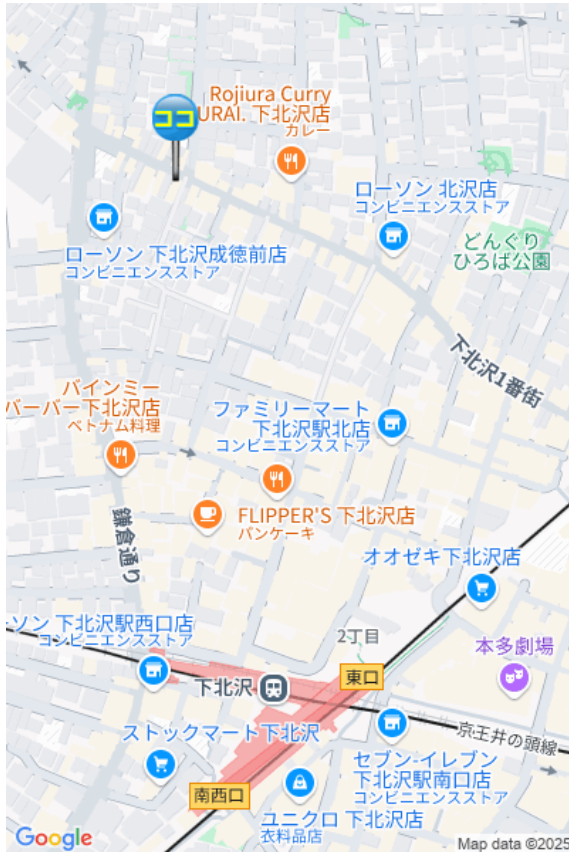 Rojiura Curry
URAI. 下北沢店
カレー
ココ
ローソン 北沢店
コンビニエンスストア
ローソン 下北沢成徳前店
コンビニエンスストア
どんぐり
ひろば公園
下北沢1番街
バインミー
バーバー下北沢店
ベトナム料理
ファミリーマート
下北沢駅北店
コンビニエンスストア
鎌倉通り
FLIPPER'S 下北沢店
パンケーキ
オオゼキ下北沢店
ーソン 下北沢駅西口店
コンビニエンスストア
2丁目
本多劇場
東口
下北沢
京王井の頭線
ストックマート下北沢
セブン-イレブン
下北沢駅南口店
コンビニエンスストア
南西口
ユニクロ 下北沢店
衣料品店
Google
Map data ©2025